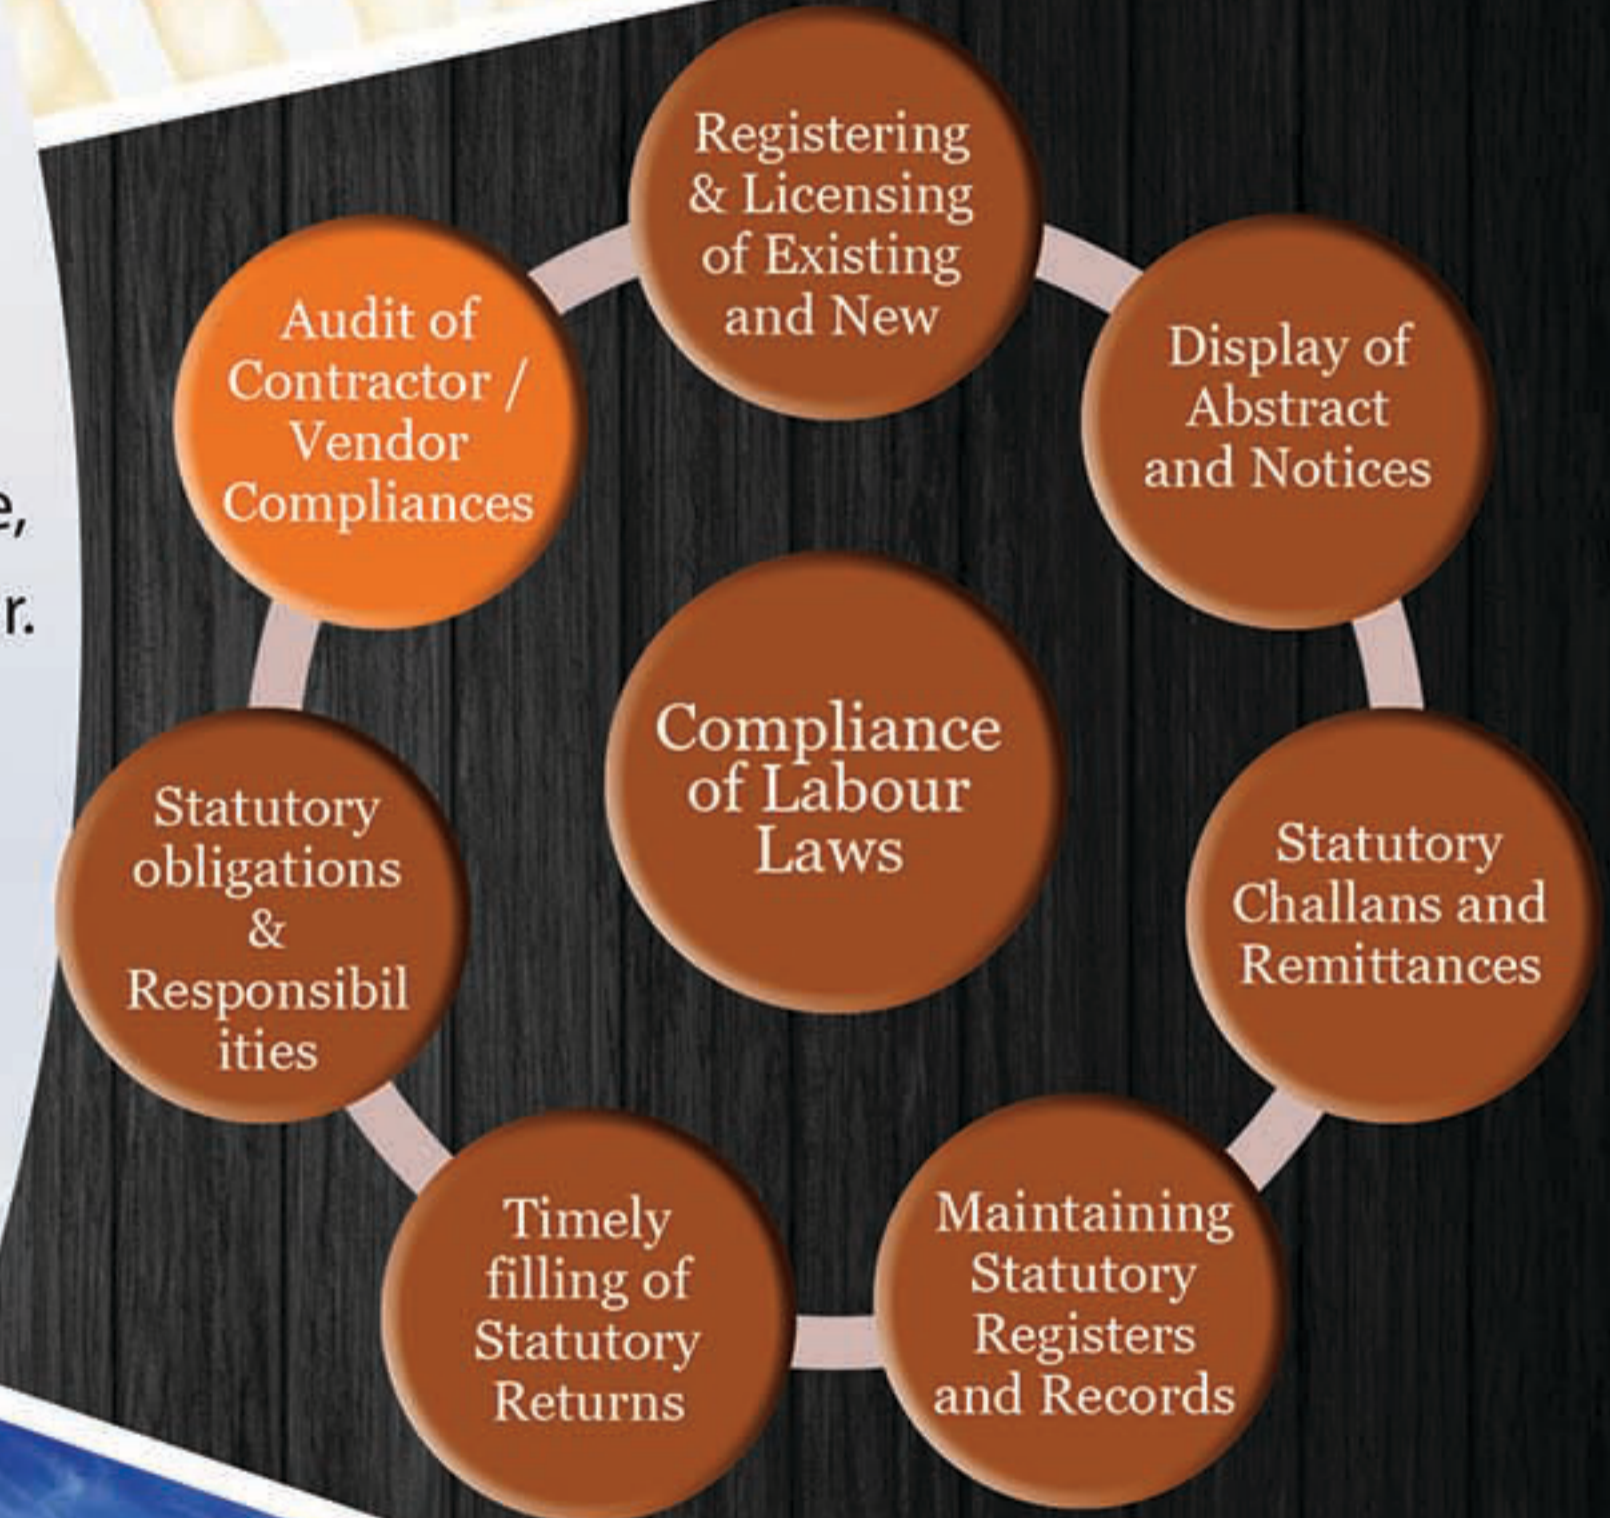 Registering
& Licensing
of Existing
and New
Display of
Abstract
and Notices
Statutory
Challans and
Remittances
Maintaining
Statutory
Registers
and Records
Timely
filling of
Statutory
Returns
Statutory
obligations
&
Responsibil
ities
Audit of
Contractor /
Vendor
Compliances
Compliance
of Labour
Laws